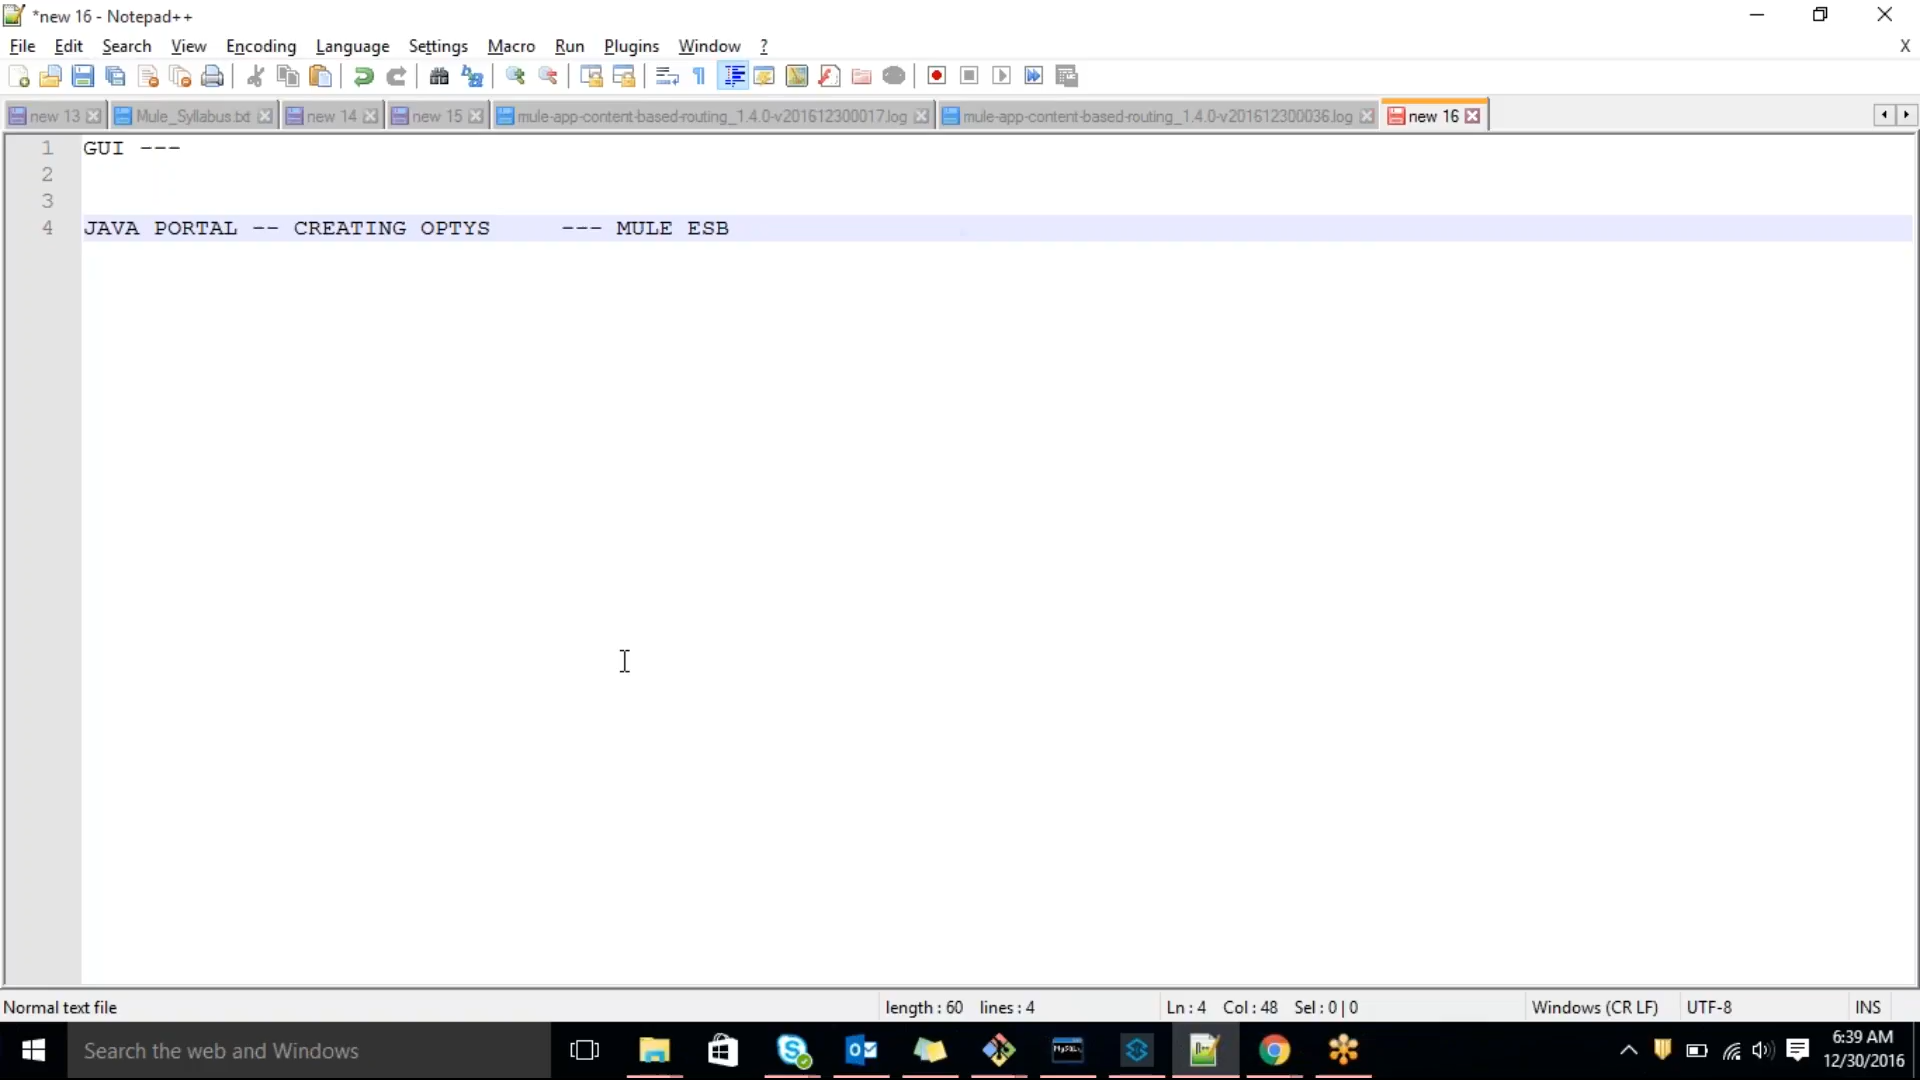 *new 16 - Notepad++
File Edit Search View Encoding Language Settings Macro Run Plugins Window ? X
new 13 Mule_Syllabus.txt new 14 new 15 mule-app-content-based-routing_1.4.0-v201612300017.log mule-app-content-based-routing_1.4.0-v201612300036.log new 16
1 GUI ---
2
3
4 JAVA PORTAL -- CREATING OPTYS --- MULE ESB
Normal text file length : 60 lines : 4 Ln : 4 Col : 48 Sel : 0 | 0 Windows (CR LF) UTF-8 INS
Search the web and Windows
6:39 AM
12/30/2016